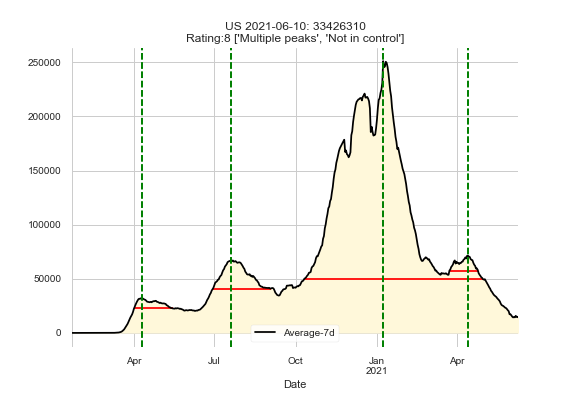 US 2021-06-10: 33426310
Rating:8 ['Multiple peaks', 'Not in control']
250000
200000
150000
100000
50000
0
Average-7d
Apr
Jul
Oct
Jan
2021
Apr
Date